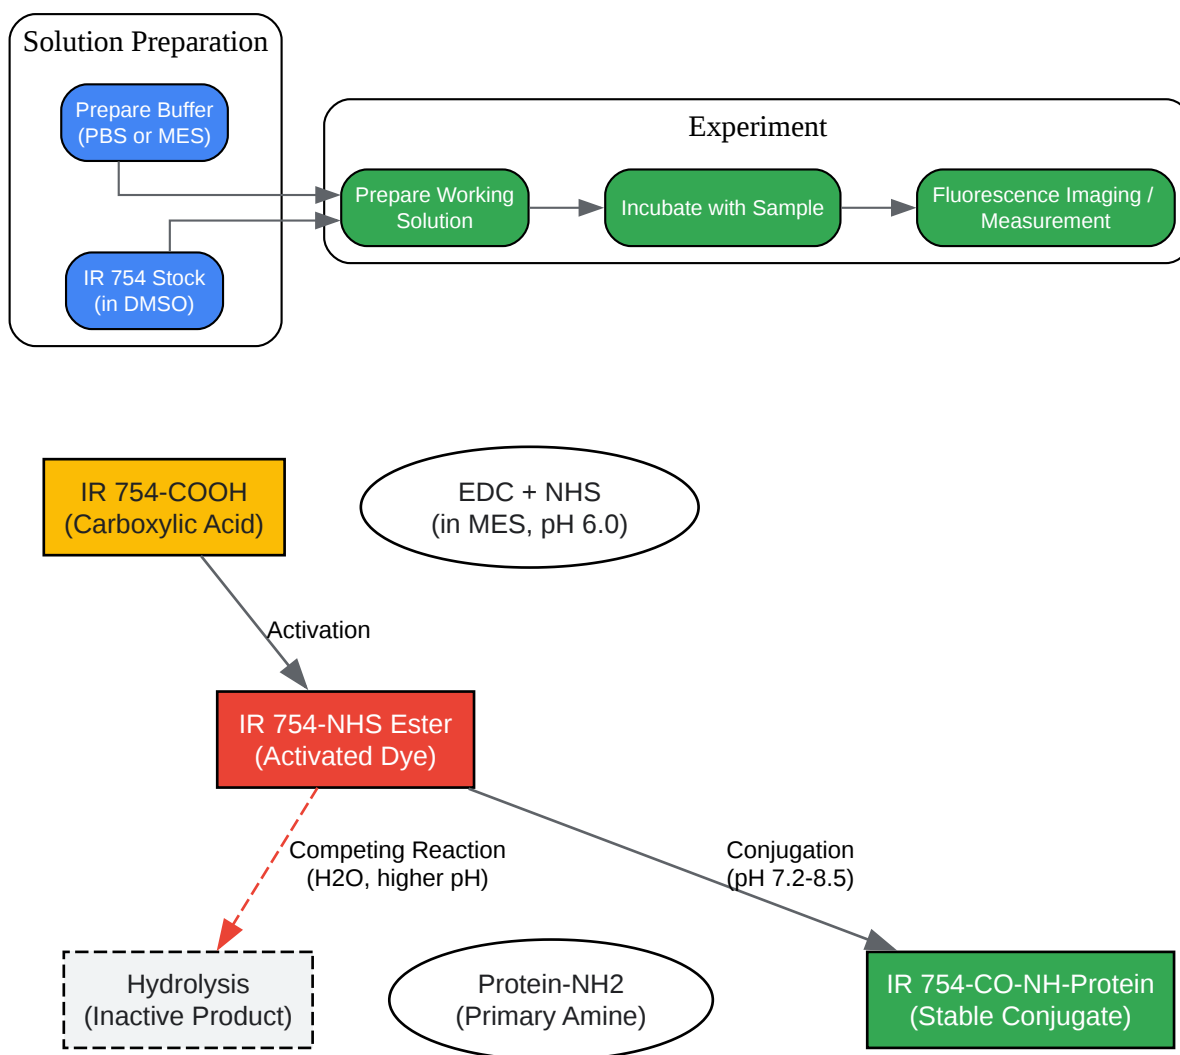 Solution Preparation
Prepare Buffer
(PBS or MES)
IR 754 Stock
(in DMSO)
Experiment
Prepare Working
Solution
Incubate with Sample
Fluorescence Imaging /
Measurement
IR 754-COOH
(Carboxylic Acid)
EDC + NHS
(in MES, pH 6.0)
Activation
IR 754-NHS Ester
(Activated Dye)
Competing Reaction
(H2O, higher pH)
Conjugation
(pH 7.2-8.5)
Hydrolysis
(Inactive Product)
Protein-NH2
(Primary Amine)
IR 754-CO-NH-Protein
(Stable Conjugate)